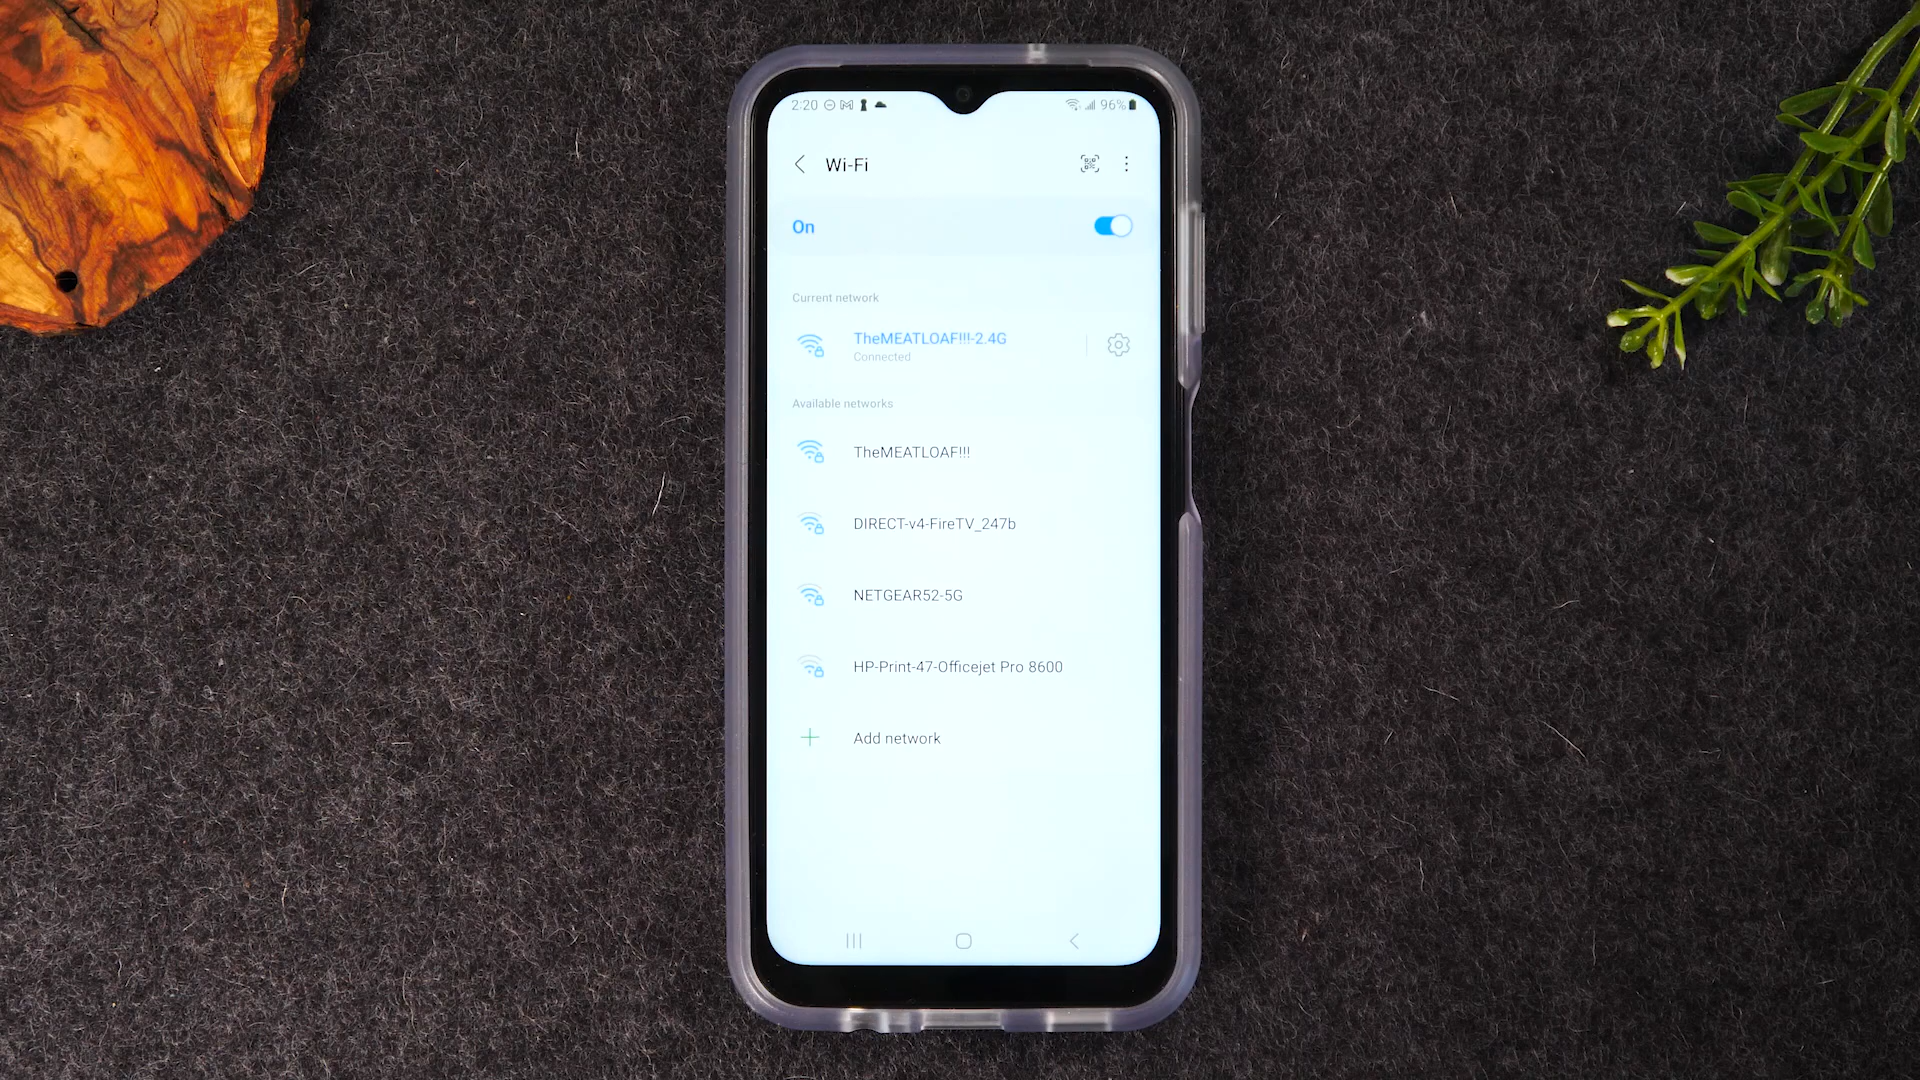 2:20 96%
Wi-Fi
On
Current network
TheMEATLOAF!!!-2.4G
Connected
Available networks
TheMEATLOAF!!!
DIRECT-v4-FireTV_247b
NETGEAR52-5G
HP-Print-47-Officejet Pro 8600
Add network